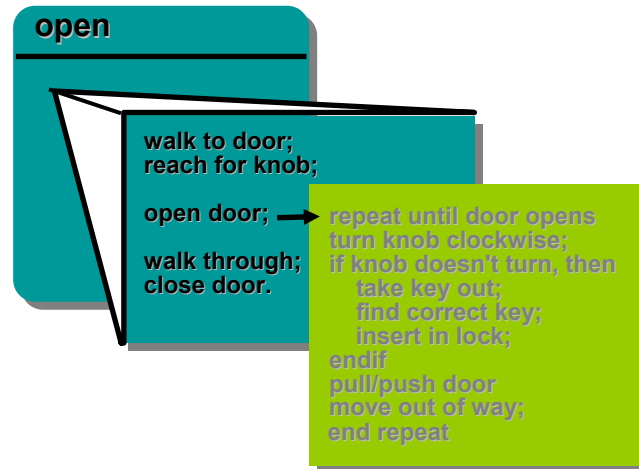 open
walk to door;
reach for knob;
open door;
walk through;
close door.
repeat until door opens
turn knob clockwise;
if knob doesn't turn, then
take key out;
find correct key;
insert in lock;
endif
pull/push door
move out of way;
end repeat